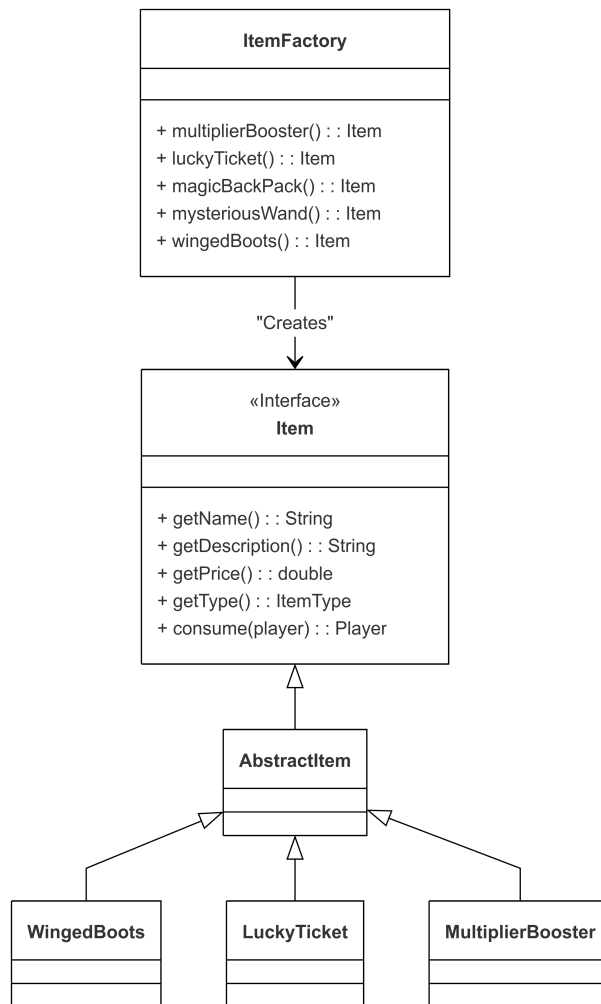 ItemFactory
+ multiplierBooster() : : Item
+ luckyTicket() : : Item
+ magicBackPack() : : Item
+ mysteriousWand() : : Item
+ wingedBoots() : : Item
"Creates"
«Interface»
Item
+ getName() : : String
+ getDescription() : : String
+ getPrice() : : double
+ getType() : : ItemType
+ consume(player) : : Player
AbstractItem
WingedBoots
LuckyTicket
MultiplierBooster